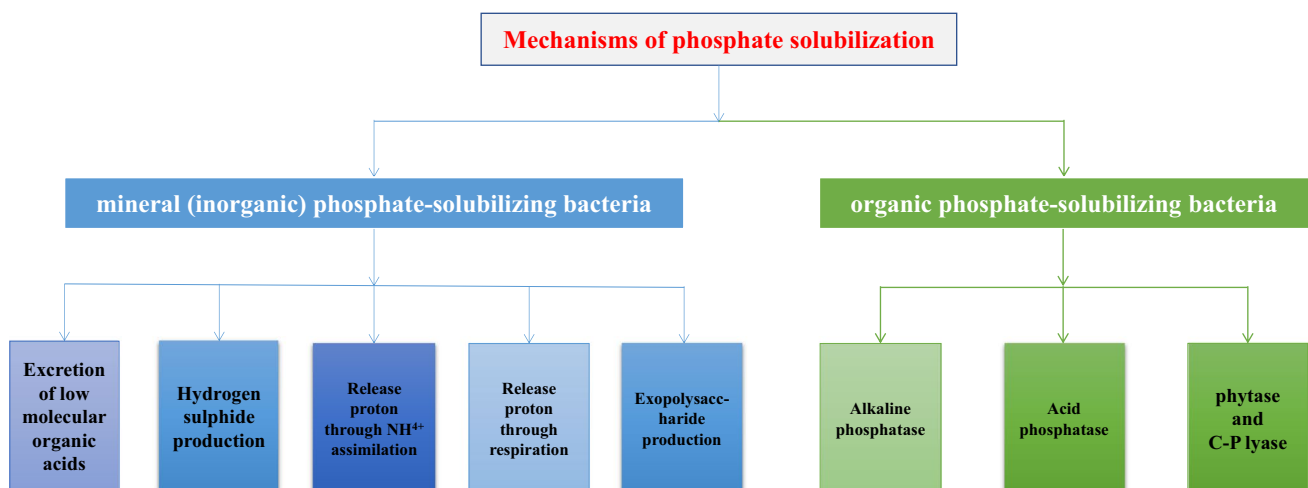 Mechanisms of phosphate solubilization
mineral (inorganic) phosphate-solubilizing bacteria
organic phosphate-solubilizing bacteria
Excretion
of low
molecular
organic
acids
Hydrogen
sulphide
production
Release
proton
through NH⁴⁺
assimilation
Release
proton
through
respiration
Exopolysacc-
haride
production
Alkaline
phosphatase
Acid
phosphatase
phytase
and
C-P lyase